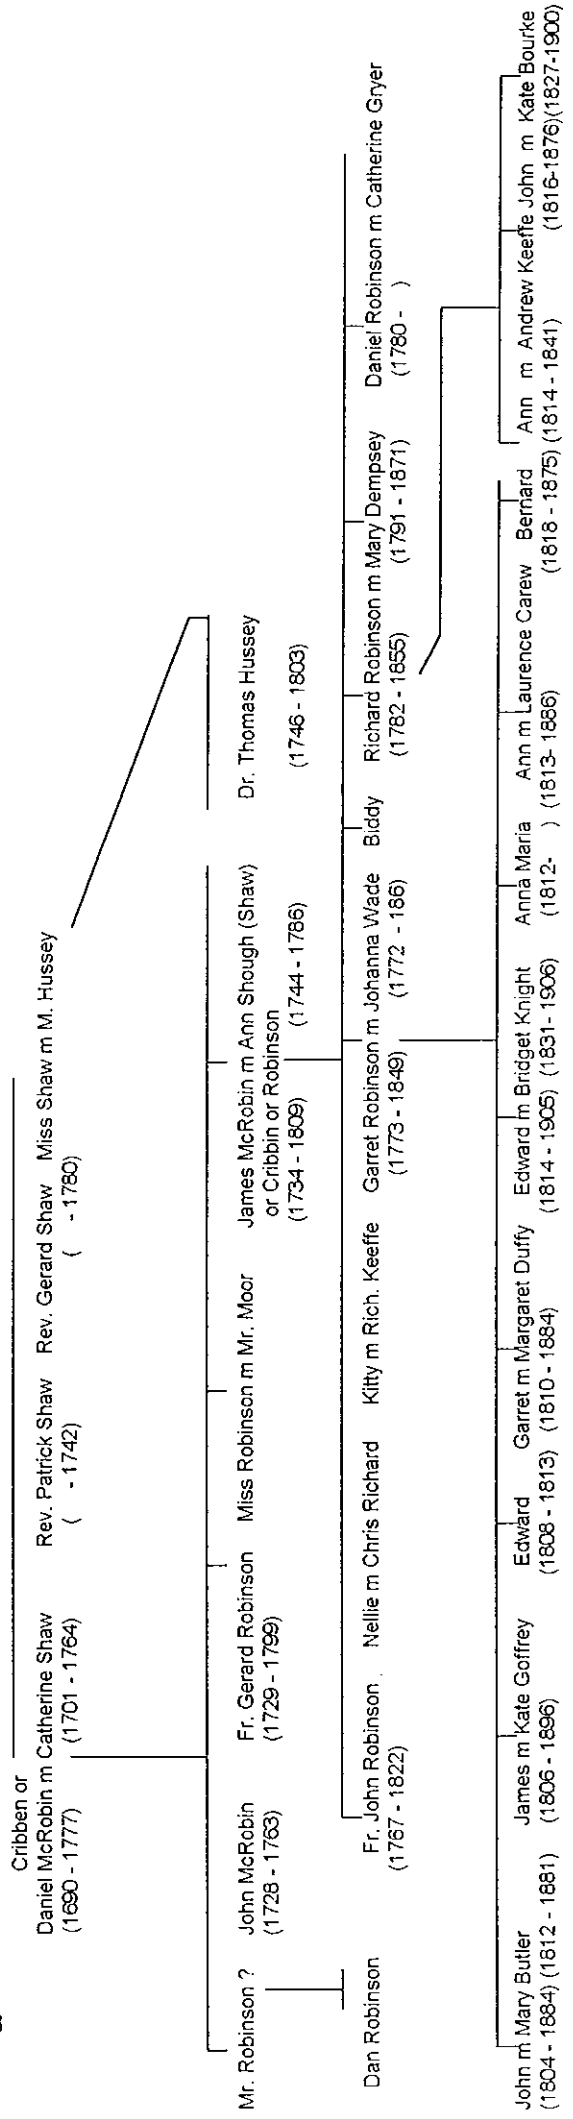 Cribben or
Daniel McRobin m Catherine Shaw Rev. Patrick Shaw Rev. Gerard Shaw Miss Shaw m M. Hussey
(1690 - 1777) (1701 - 1764) ( - 1742) ( - 1780)
Mr. Robinson ? John McRobin Fr. Gerard Robinson Miss Robinson m Mr. Moor James McRobin m Ann Shough (Shaw) Dr. Thomas Hussey
(1728 - 1763) (1729 - 1799) or Cribbin or Robinson (1744 - 1786) (1746 - 1803)
(1734 - 1809)
Dan Robinson Fr. John Robinson Nellie m Chris Richard Kitty m Rich. Keeffe Garret Robinson m Johanna Wade Biddy Richard Robinson m Mary Dempsey Daniel Robinson m Catherine Gryer
(1767 - 1822) (1773 - 1849) (1772 - 186) (1782 - 1855) (1791 - 1871) (1780 - )
John m Mary Butler James m Kate Goffrey Edward Garret m Margaret Duffy Edward m Bridget Knight Anna Maria Ann m Laurence Carew Bernard Ann m Andrew Keeffe John m Kate Bourke
(1804 - 1884) (1812 - 1881) (1806 - 1896) (1808 - 1813) (1810 - 1884) (1814 - 1905) (1831 - 1906) (1812- ) (1813- 1886) (1818 - 1875) (1814 - 1841) (1816-1876)(1827-1900)